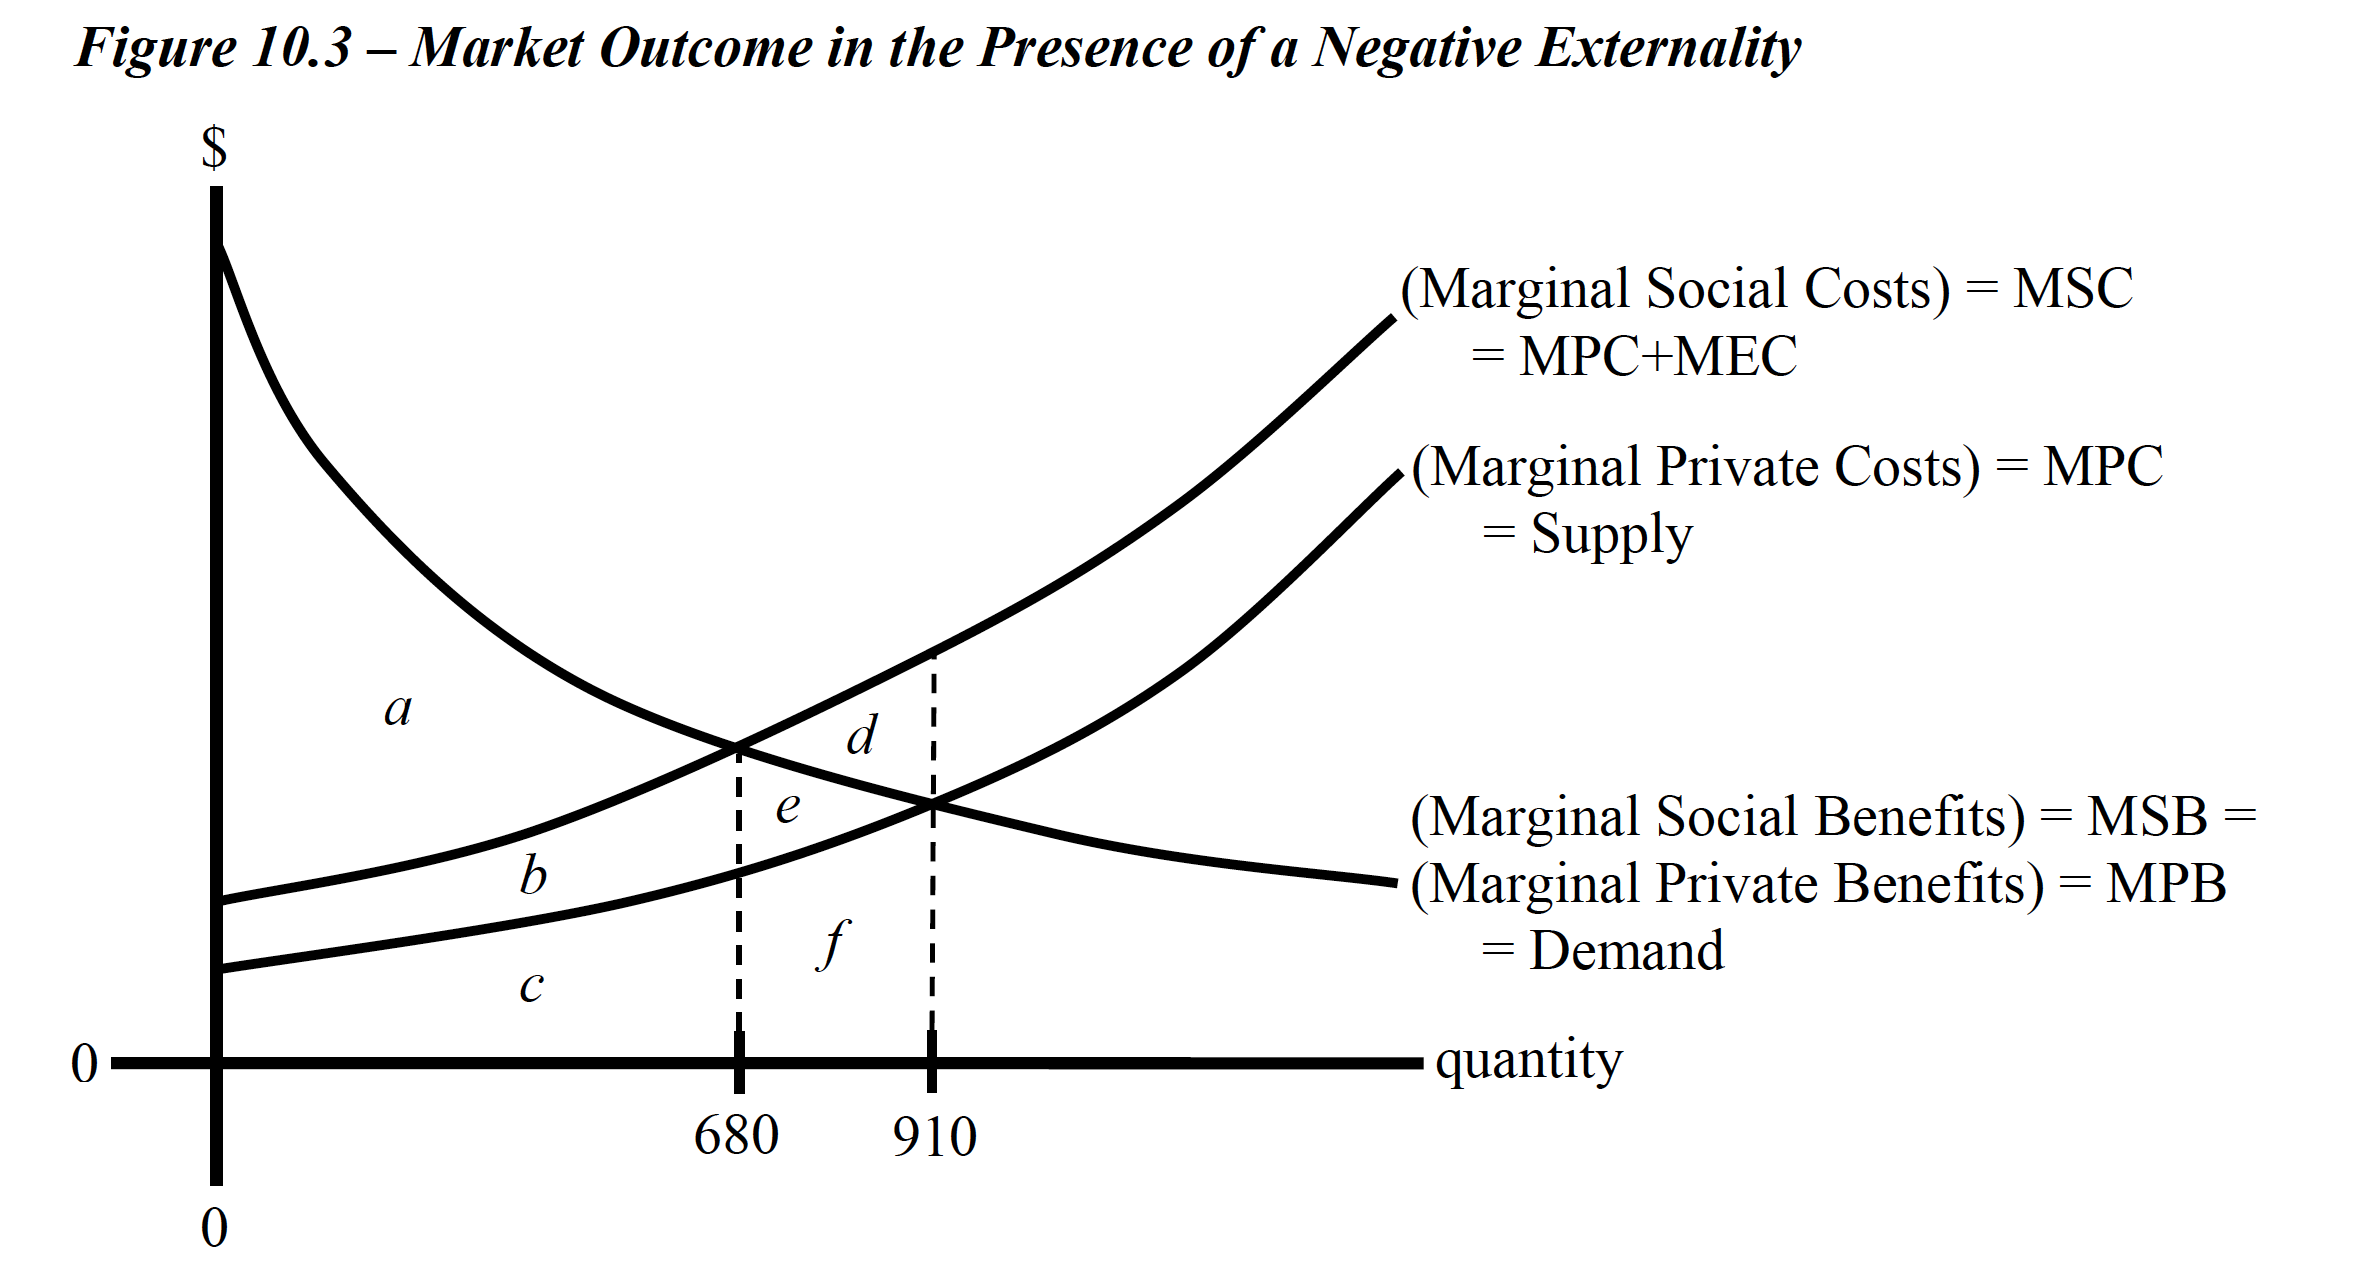 Figure 10.3 – Market Outcome in the Presence of a Negative Externality
$
(Marginal Social Costs) = MSC
= MPC+MEC
(Marginal Private Costs) = MPC
= Supply
a
d
e
b
(Marginal Social Benefits) = MSB =
(Marginal Private Benefits) = MPB
= Demand
f
c
0
quantity
680
910
0